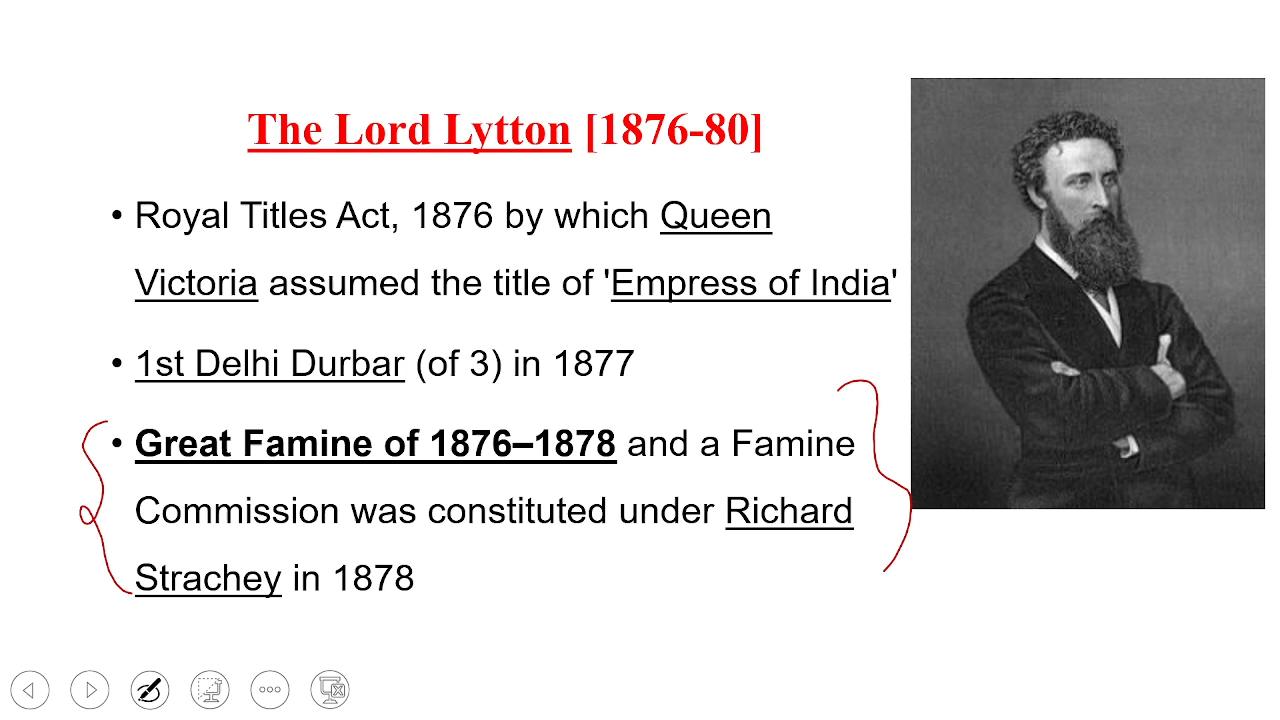 The Lord Lytton [1876-80]
• Royal Titles Act, 1876 by which Queen
Victoria assumed the title of 'Empress of India'
• 1st Delhi Durbar (of 3) in 1877
• Great Famine of 1876–1878 and a Famine
Commission was constituted under Richard
Strachey in 1878